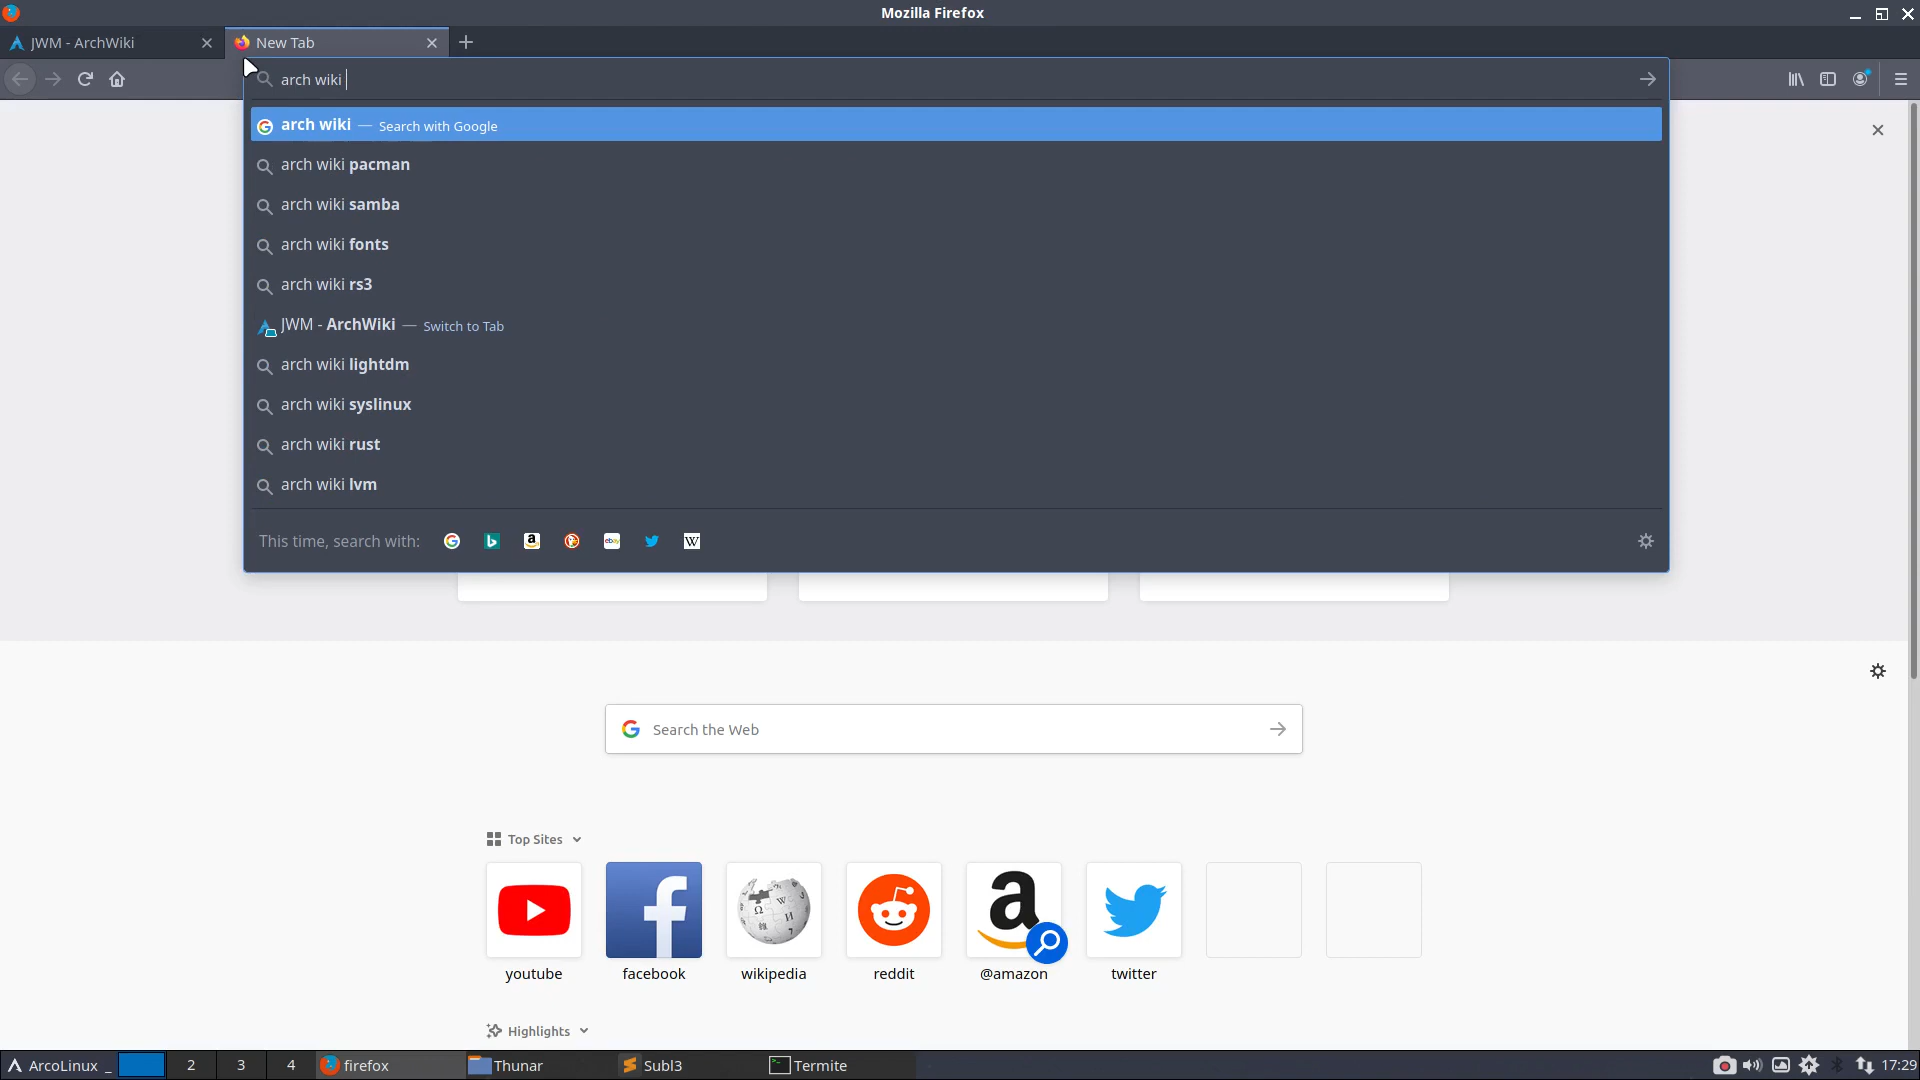 Mozilla Firefox
JWM - ArchWiki
New Tab
arch wiki
arch wiki — Search with Google
arch wiki pacman
arch wiki samba
arch wiki fonts
arch wiki rs3
JWM - ArchWiki — Switch to Tab
arch wiki lightdm
arch wiki syslinux
arch wiki rust
arch wiki lvm
This time, search with:
Search the Web
Top Sites
youtube
facebook
wikipedia
reddit
@amazon
twitter
Highlights
ArcoLinux _ 2 3 4 firefox Thunar Subl3 Termite 17:29